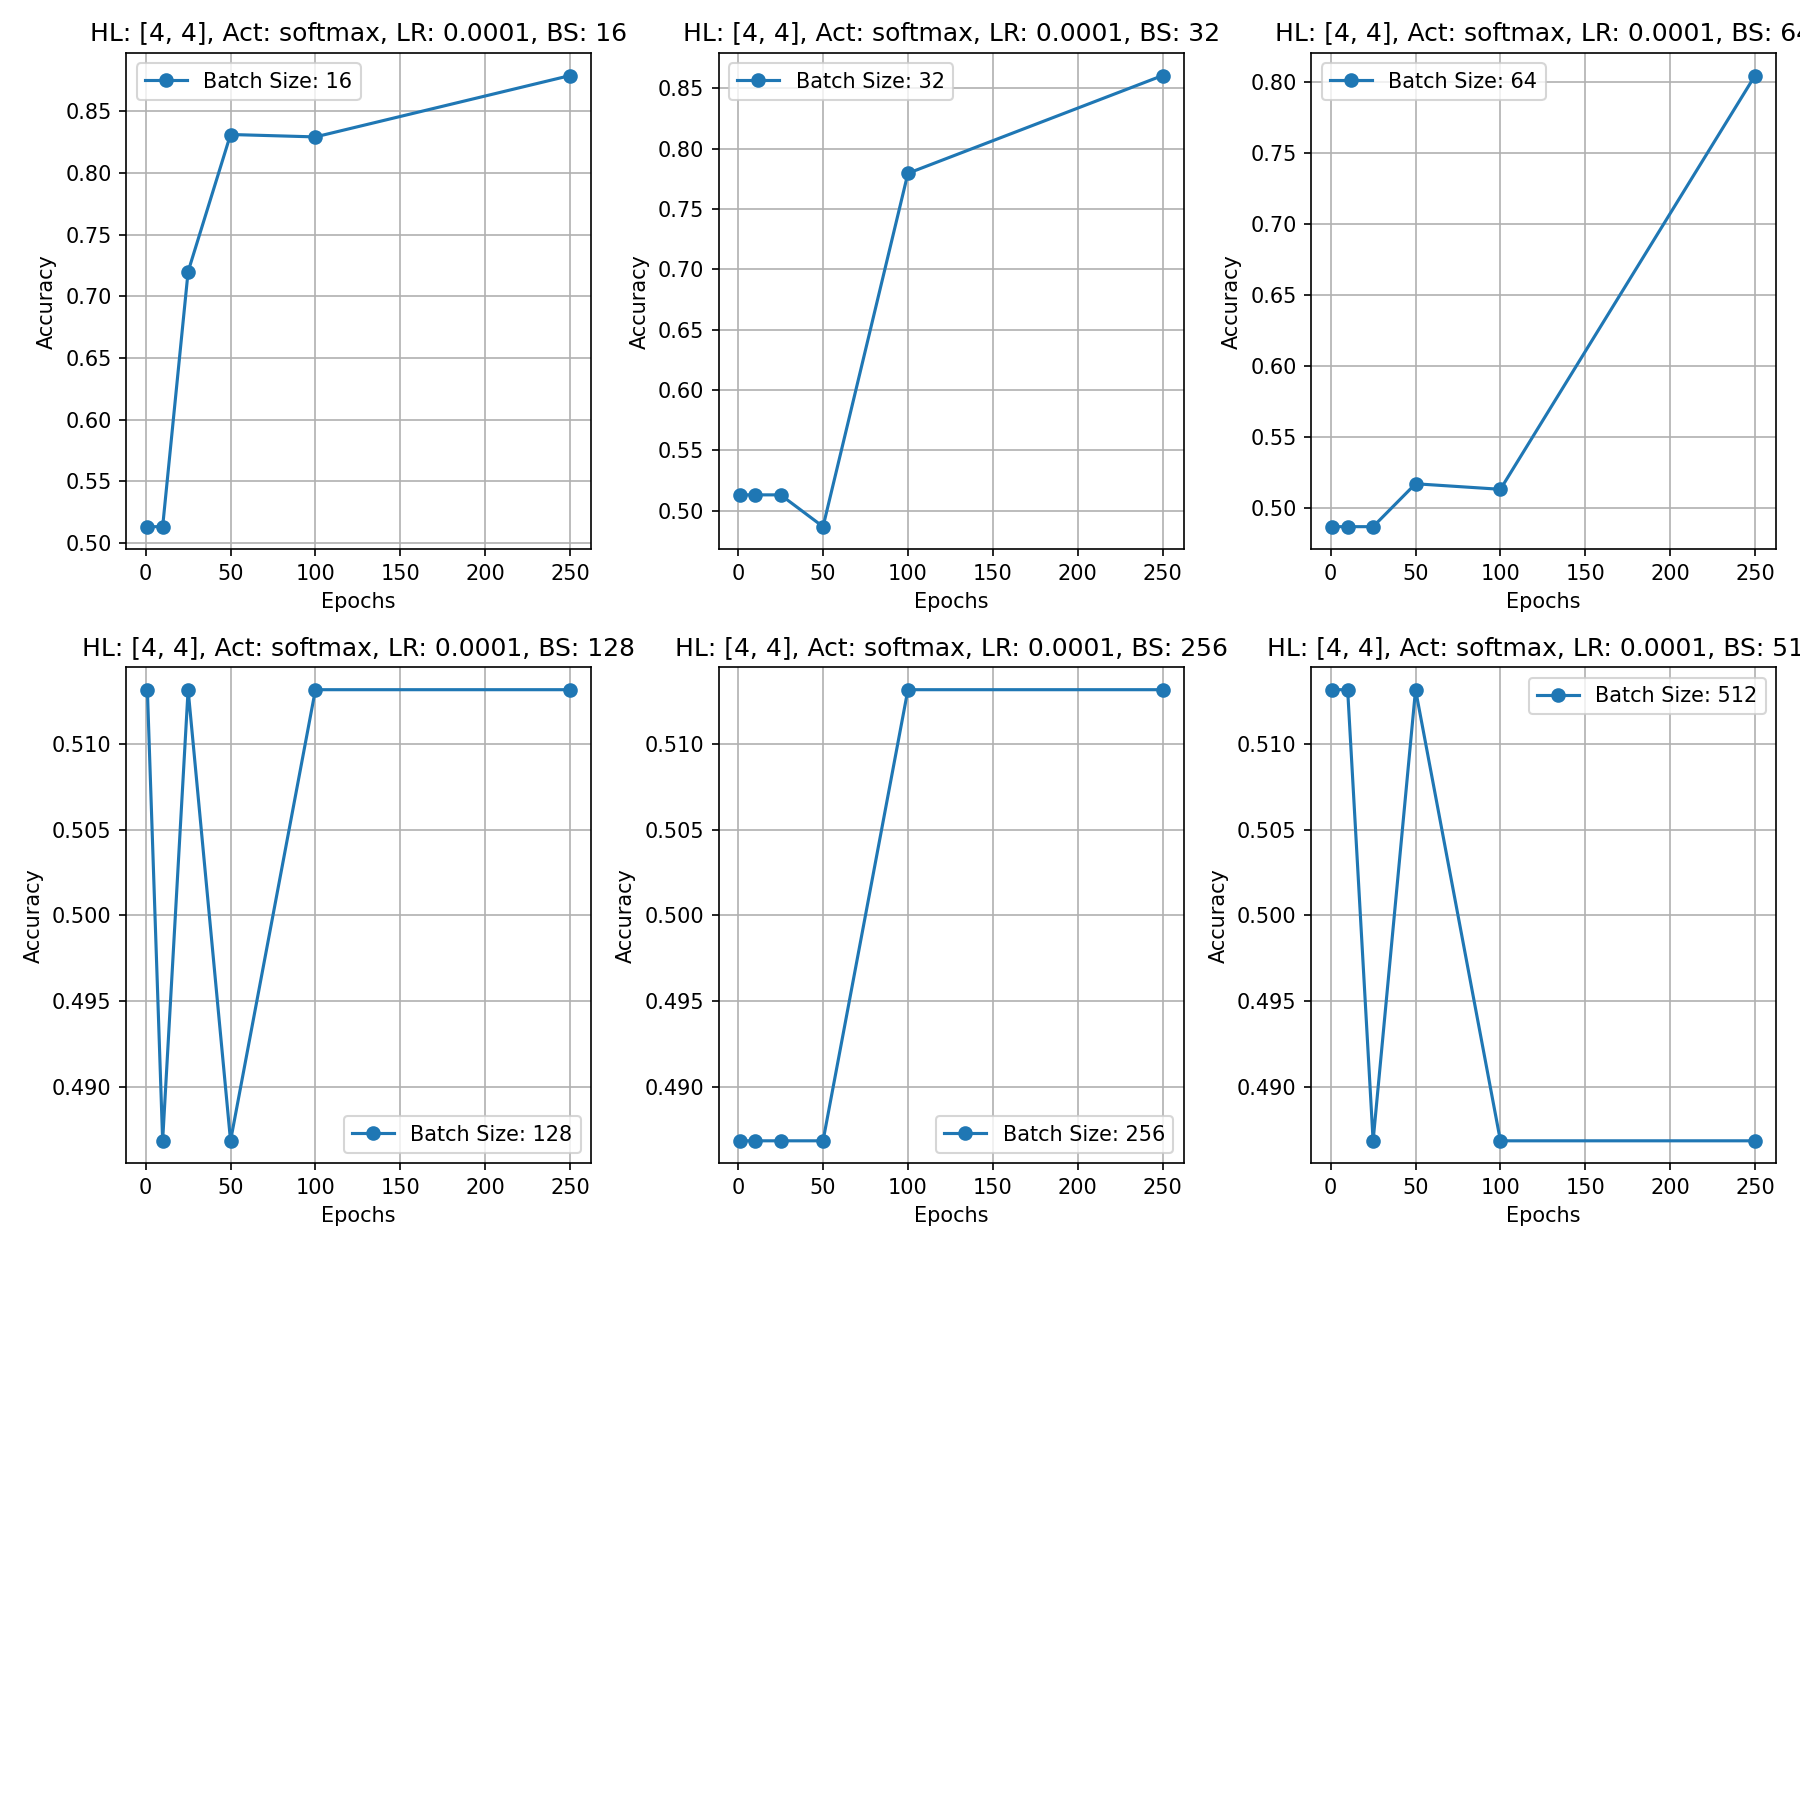 HL: [4, 4], Act: softmax, LR: 0.0001, BS: 16
Batch Size: 16
Accuracy
0.85
0.80
0.75
0.70
0.65
0.60
0.55
0.50
0 50 100 150 200 250
Epochs
HL: [4, 4], Act: softmax, LR: 0.0001, BS: 32
Batch Size: 32
Accuracy
0.85
0.80
0.75
0.70
0.65
0.60
0.55
0.50
0 50 100 150 200 250
Epochs
HL: [4, 4], Act: softmax, LR: 0.0001, BS: 64
Batch Size: 64
Accuracy
0.80
0.75
0.70
0.65
0.60
0.55
0.50
0 50 100 150 200 250
Epochs
HL: [4, 4], Act: softmax, LR: 0.0001, BS: 128
Accuracy
0.510
0.505
0.500
0.495
0.490
Batch Size: 128
0 50 100 150 200 250
Epochs
HL: [4, 4], Act: softmax, LR: 0.0001, BS: 256
Accuracy
0.510
0.505
0.500
0.495
0.490
Batch Size: 256
0 50 100 150 200 250
Epochs
HL: [4, 4], Act: softmax, LR: 0.0001, BS: 51
Batch Size: 512
Accuracy
0.510
0.505
0.500
0.495
0.490
0 50 100 150 200 250
Epochs